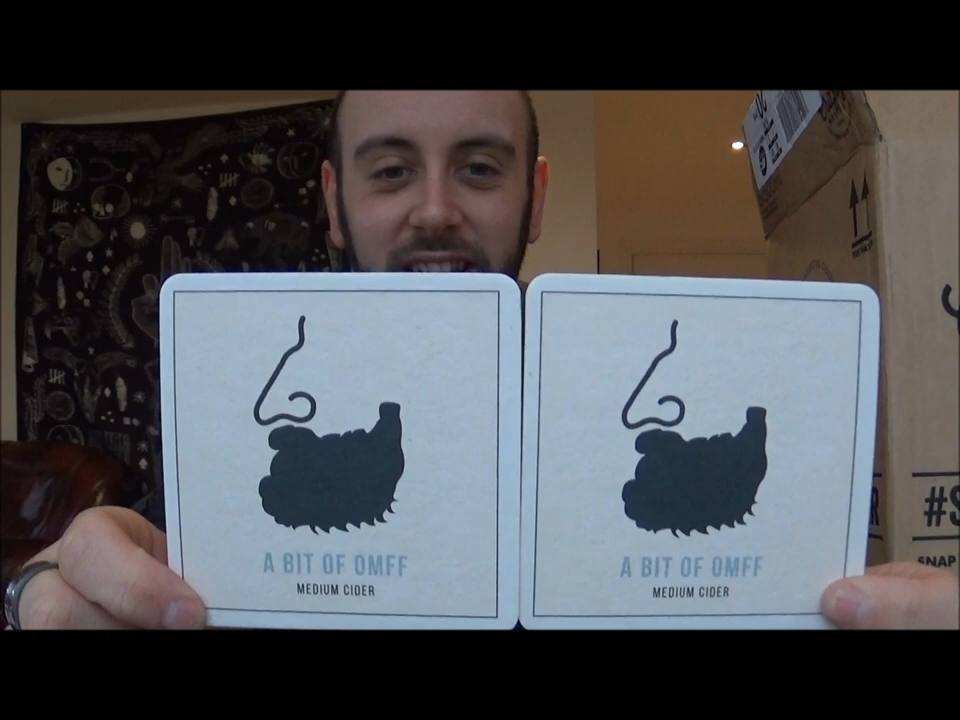 A BIT OF OMFF
MEDIUM CIDER
A BIT OF OMFF
MEDIUM CIDER
#S
SNAP